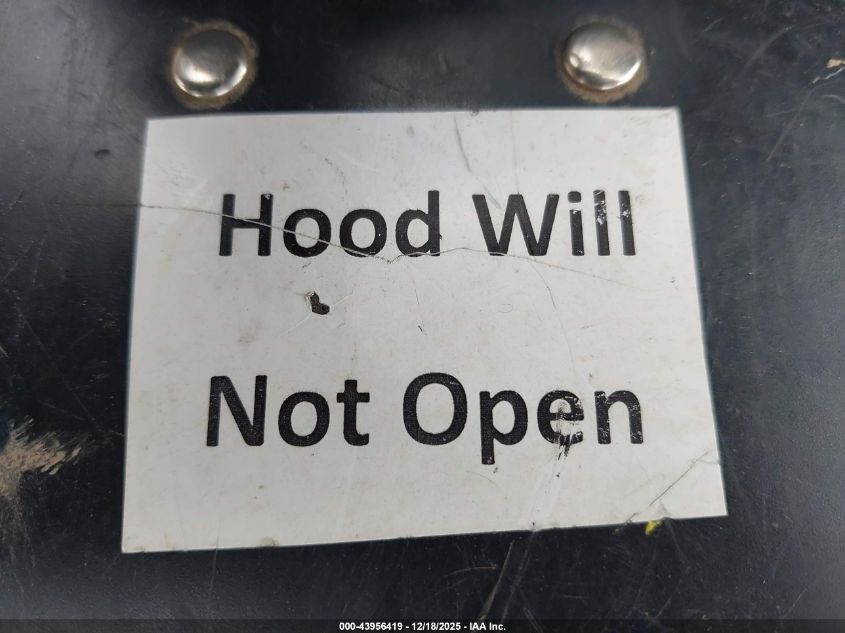 Hood Will
Not Open
000-43956419 - 12/18/2025 - IAA Inc.